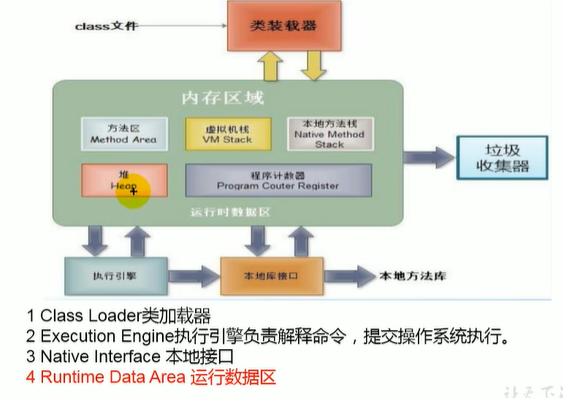 class文件
类装载器
内存区域
方法区
Method Area
虚拟机栈
VM Stack
本地方法栈
Native Method
Stack
垃圾
收集器
堆
Heap
程序计数器
Program Couter Register
运行时数据区
执行引擎
本地库接口
本地方法库
1 Class Loader类加载器
2 Execution Engine执行引擎负责解释命令，提交操作系统执行。
3 Native Interface 本地接口
4 Runtime Data Area 运行数据区